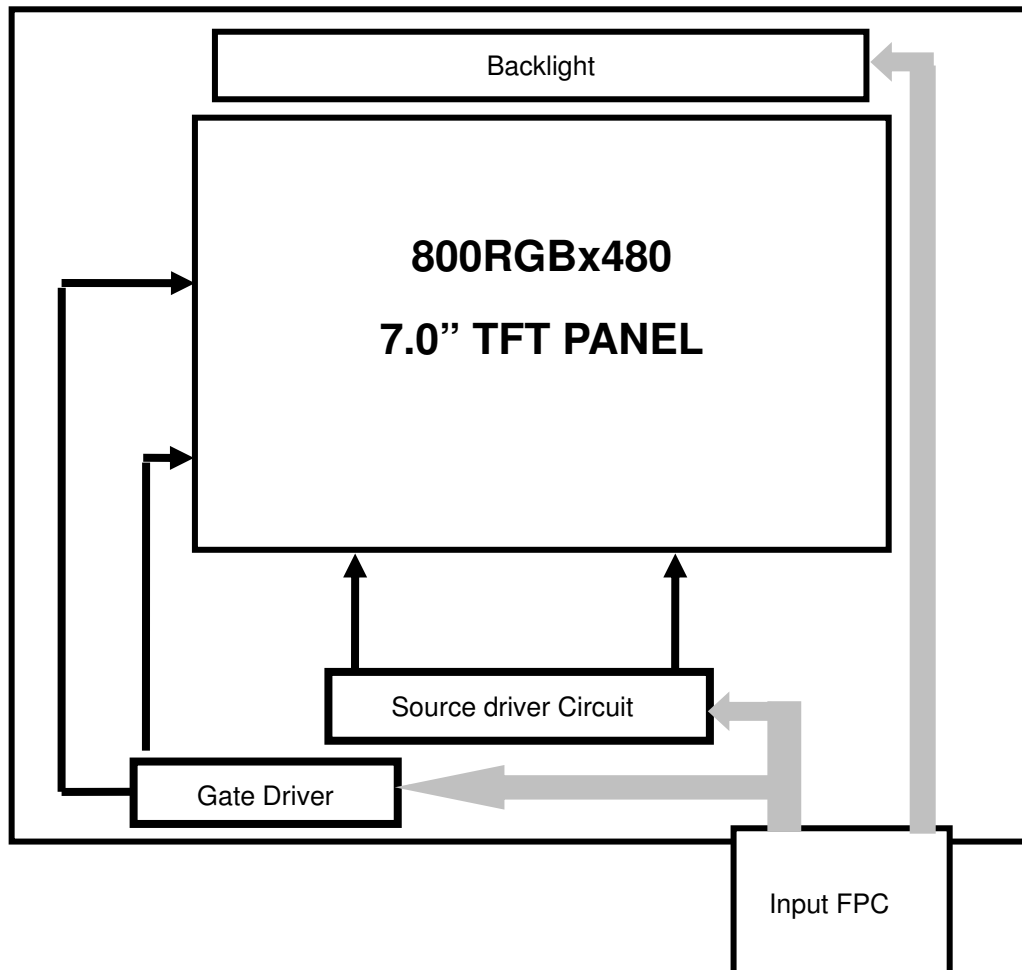 Backlight
800RGBx480
7.0” TFT PANEL
Source driver Circuit
Gate Driver
Input FPC